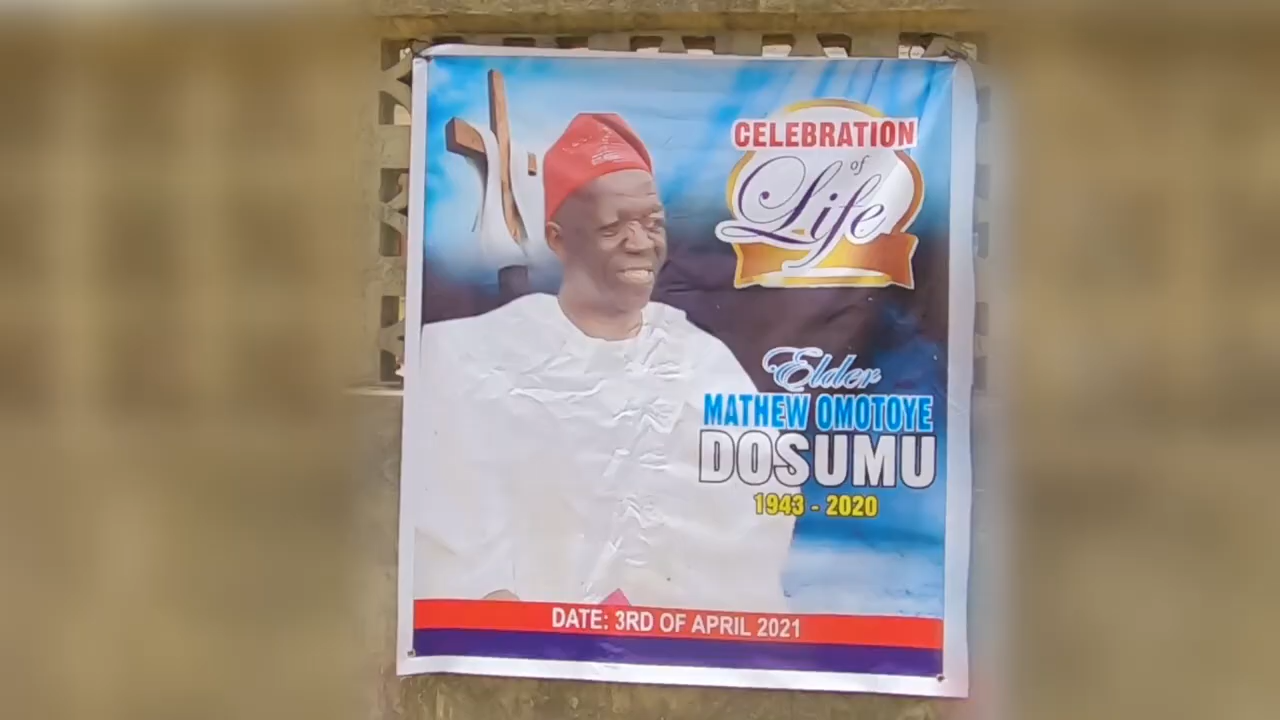 CELEBRATION
of
Life
Elder
MATHEW OMOTOYE
DOSUMU
1943 - 2020
DATE: 3RD OF APRIL 2021